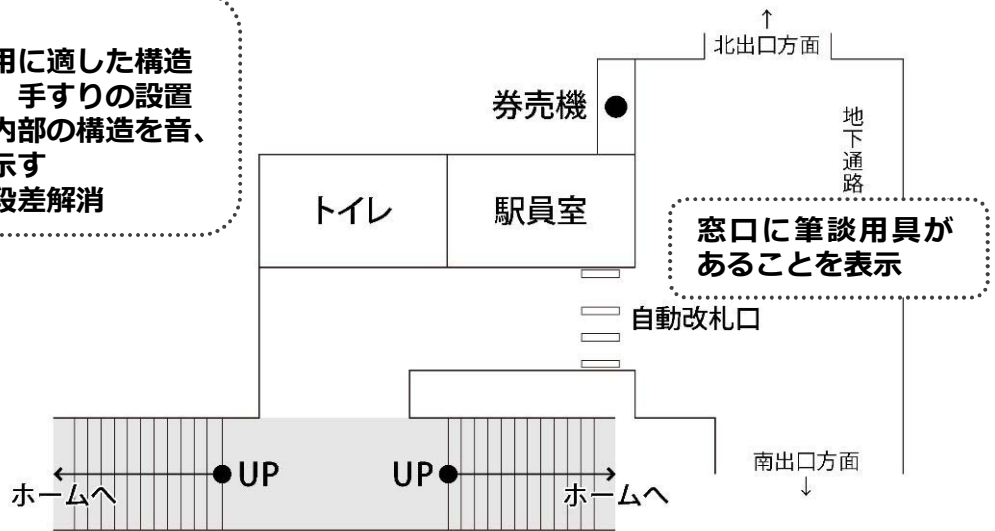 用に適した構造
手すりの設置
内部の構造を音、
示す
段差解消
↑
北出口方面
券売機
地下通路
トイレ
駅員室
窓口に筆談用具が
あることを表示
自動改札口
UP
UP
ホームへ
ホームへ
南出口方面
↓